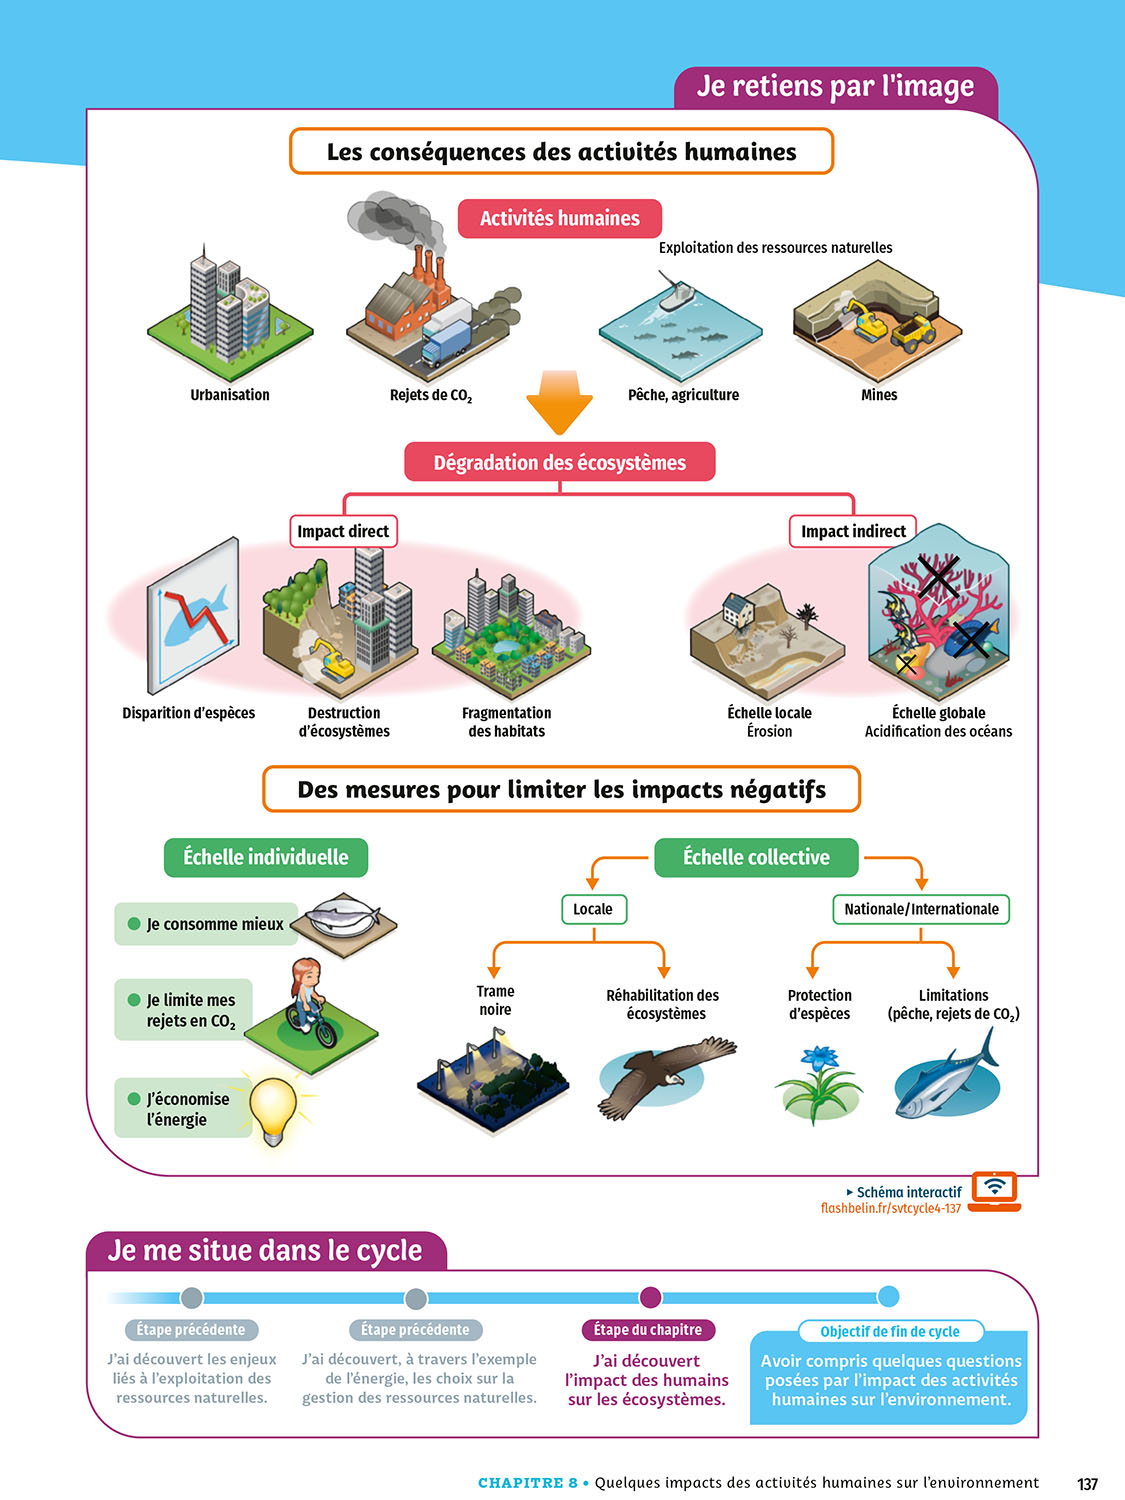 Je retiens par l'image
Les conséquences des activités humaines
Activités humaines
Exploitation des ressources naturelles
Urbanisation
Rejets de CO₂
Pêche, agriculture
Mines
Dégradation des écosystèmes
Impact direct
Impact indirect
Disparition d'espèces
Destruction
d'écosystèmes
Fragmentation
des habitats
Échelle locale
Érosion
Échelle globale
Acidification des océans
Des mesures pour limiter les impacts négatifs
Échelle individuelle
Je consomme mieux
Je limite mes
rejets en CO₂
J'économise
l'énergie
Échelle collective
Locale
Nationale/Internationale
Trame
noire
Réhabilitation des
écosystèmes
Protection
d'espèces
Limitations
(pêche, rejets de CO₂)
▸ Schéma interactif
flashbelin.fr/svtcycle4-137
Je me situe dans le cycle
Étape précédente
J'ai découvert les enjeux
liés à l'exploitation des
ressources naturelles.
Étape précédente
J'ai découvert, à travers l'exemple
de l'énergie, les choix sur la
gestion des ressources naturelles.
Étape du chapitre
J'ai découvert
l'impact des humains
sur les écosystèmes.
Objectif de fin de cycle
Avoir compris quelques questions
posées par l'impact des activités
humaines sur l'environnement.
CHAPITRE 8 • Quelques impacts des activités humaines sur l'environnement
137